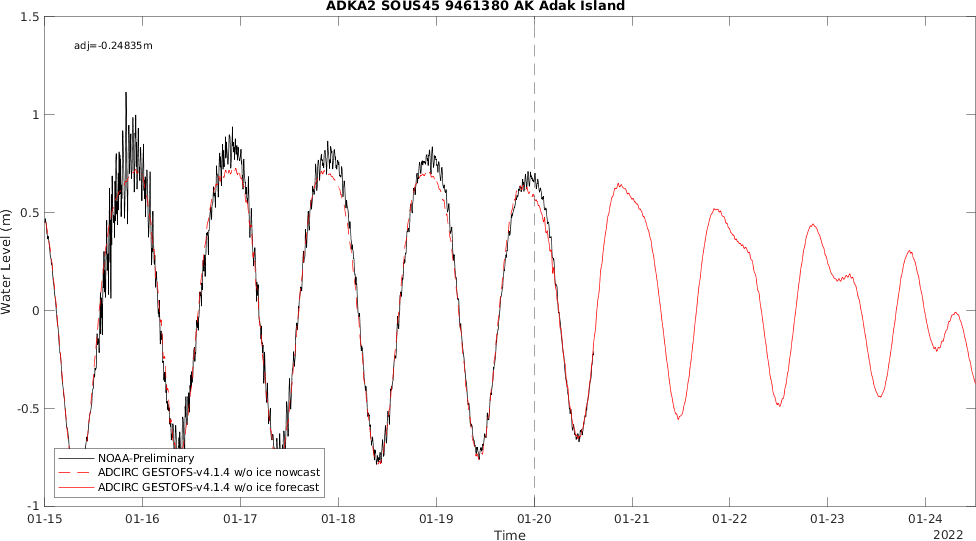 ADKA2 SOUS45 9461380 AK Adak Island
adj=-0.24835m
1.5
1
0.5
0
-0.5
-1
Water Level (m)
NOAA-Preliminary
ADCIRC GESTOFS-v4.1.4 w/o ice nowcast
ADCIRC GESTOFS-v4.1.4 w/o ice forecast
01-15 01-16 01-17 01-18 01-19 01-20 01-21 01-22 01-23 01-24
Time
2022